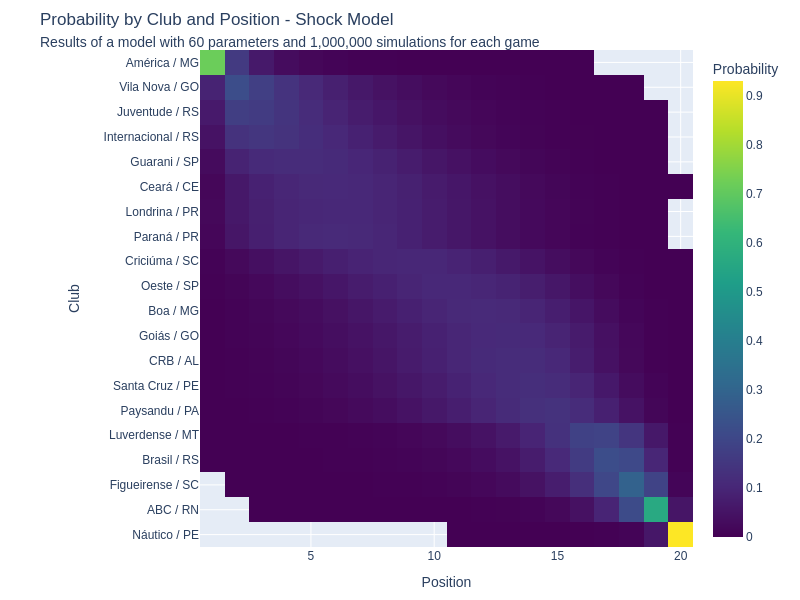 Probability by Club and Position - Shock Model
Results of a model with 60 parameters and 1,000,000 simulations for each game
Probability
América / MG
Vila Nova / GO
Juventude / RS
Internacional / RS
Guarani / SP
Ceará / CE
Londrina / PR
Paraná / PR
Criciúma / SC
Oeste / SP
Boa / MG
Goiás / GO
CRB / AL
Santa Cruz / PE
Paysandu / PA
Luverdense / MT
Brasil / RS
Figueirense / SC
ABC / RN
Náutico / PE
Club
5
10
15
20
Position
0.9
0.8
0.7
0.6
0.5
0.4
0.3
0.2
0.1
0